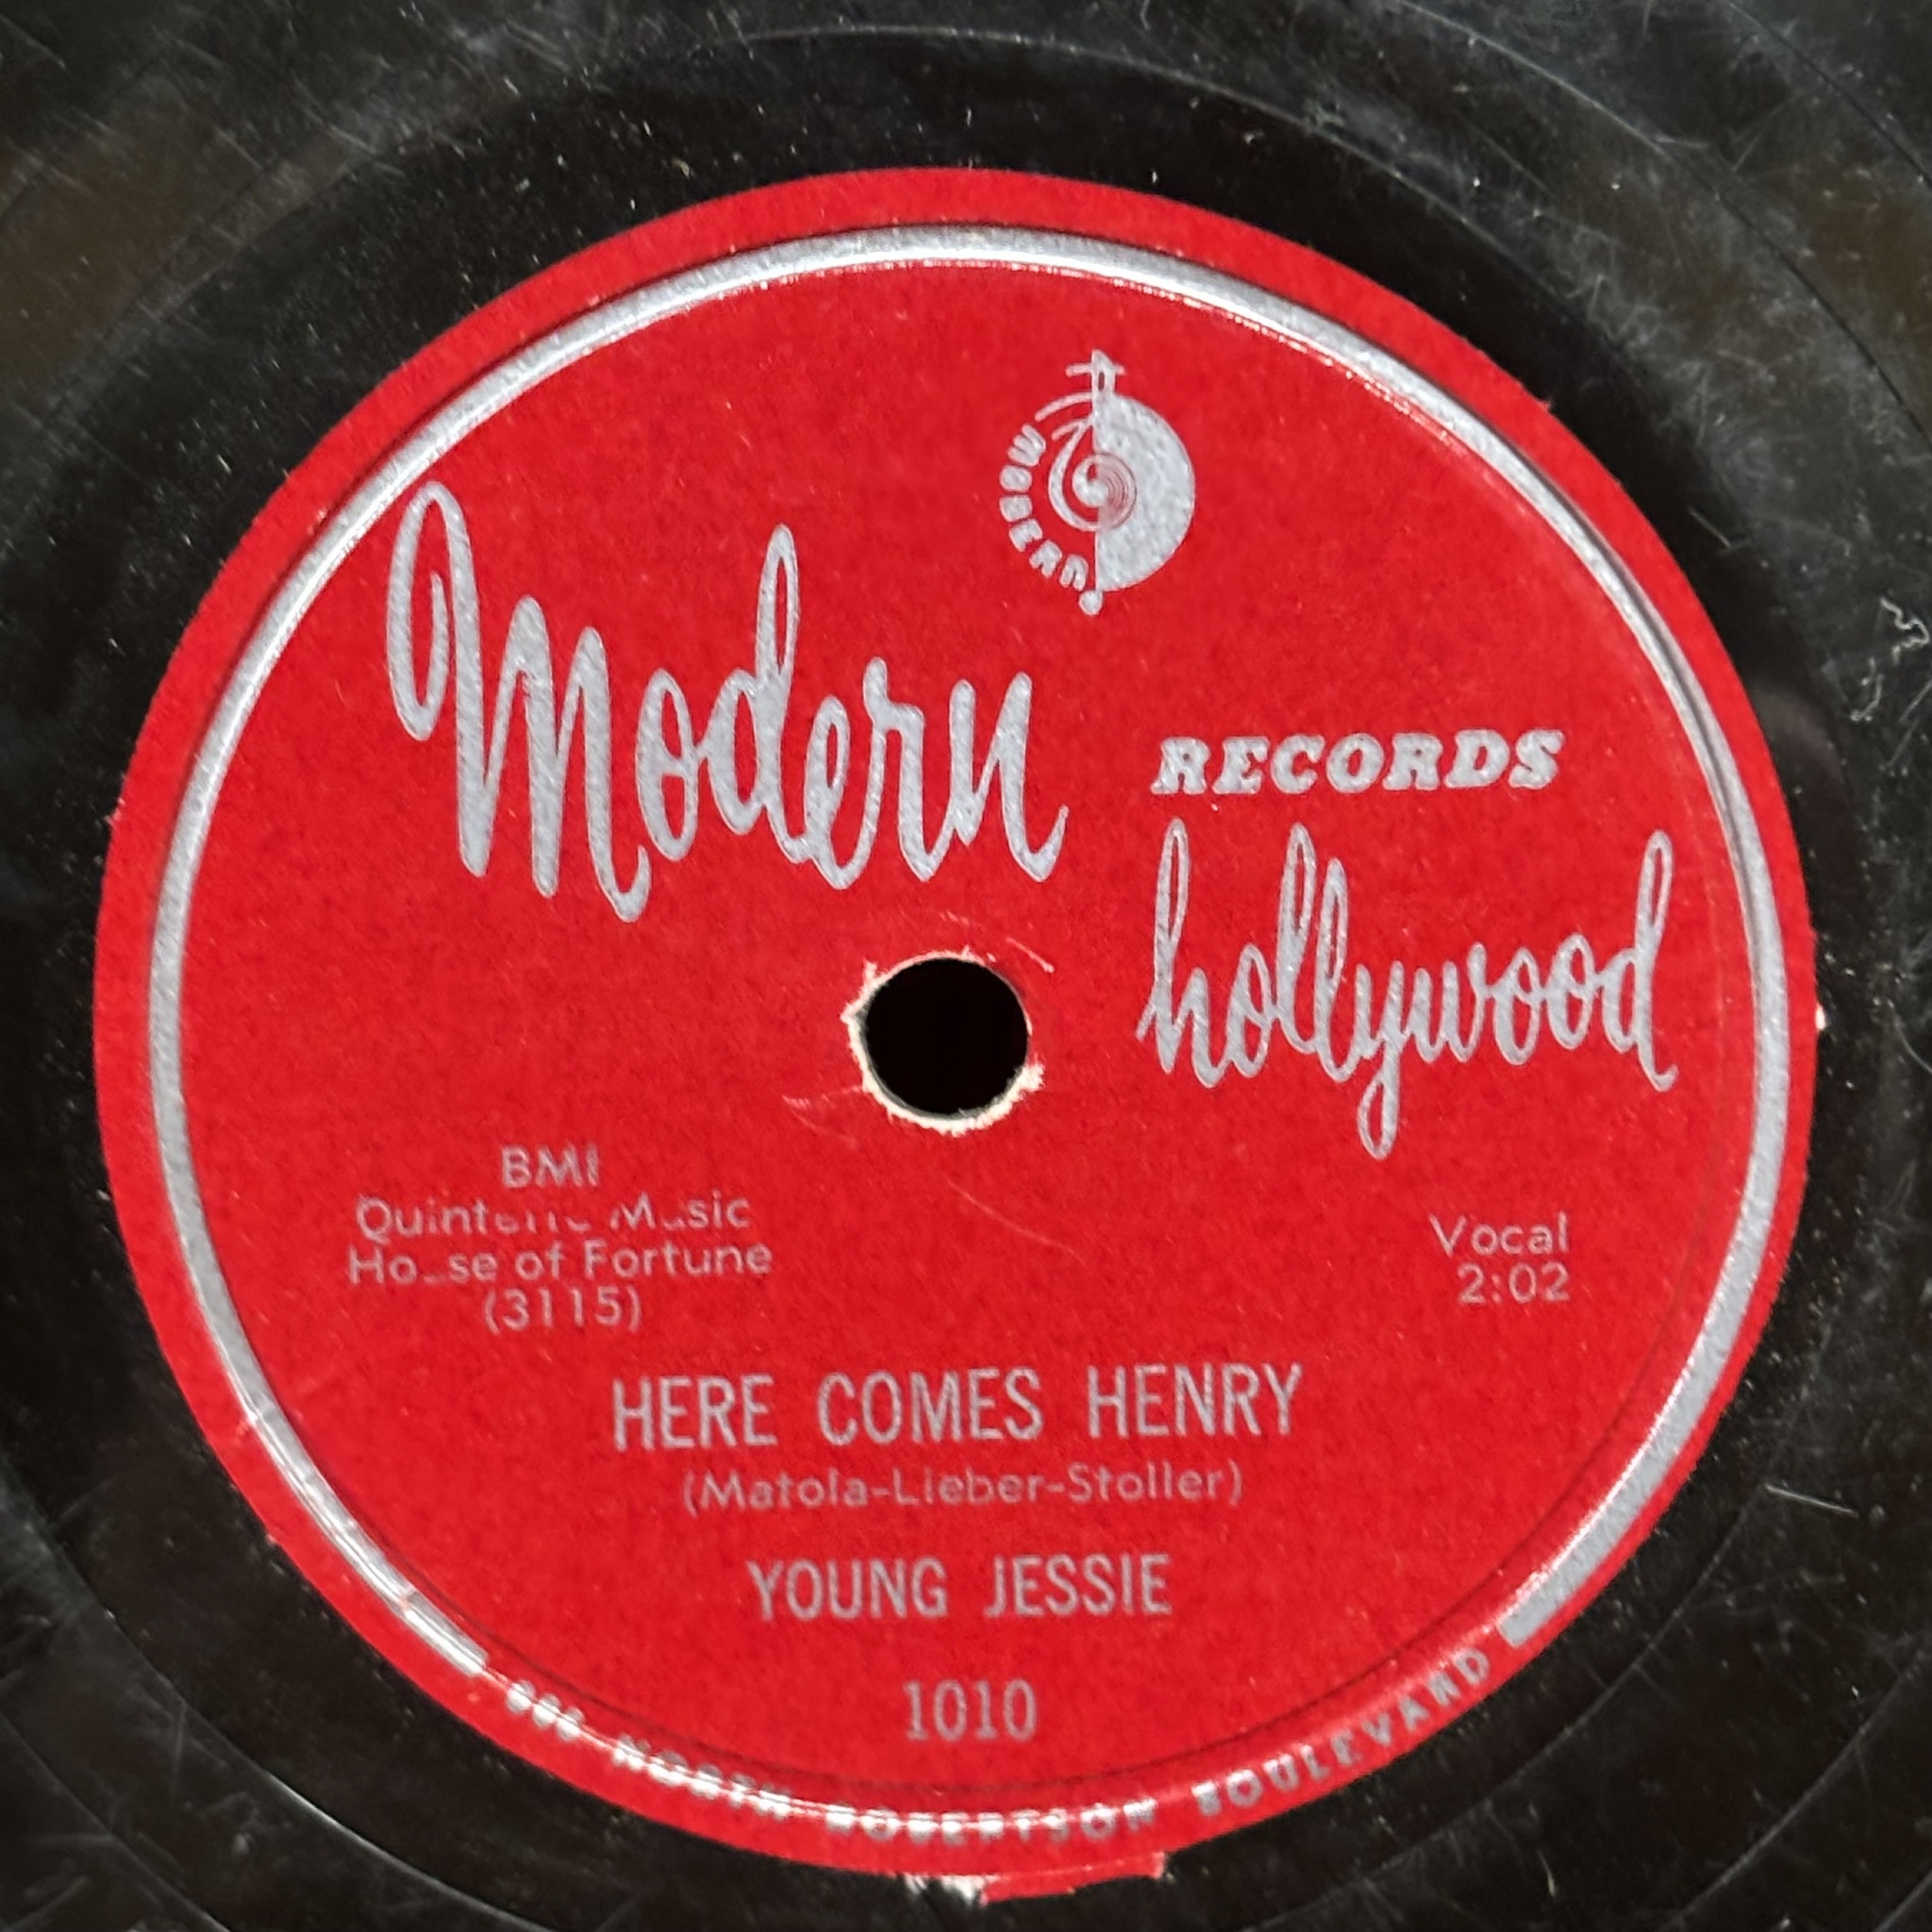 MODERN
Modern
RECORDS
hollywood
BMI
Music
House of Fortune
(3115)
Vocal
2:02
HERE COMES HENRY
(Matola-Lieber-Stoller)
YOUNG JESSIE
1010
NORTH ROBERTSON BOULEVARD